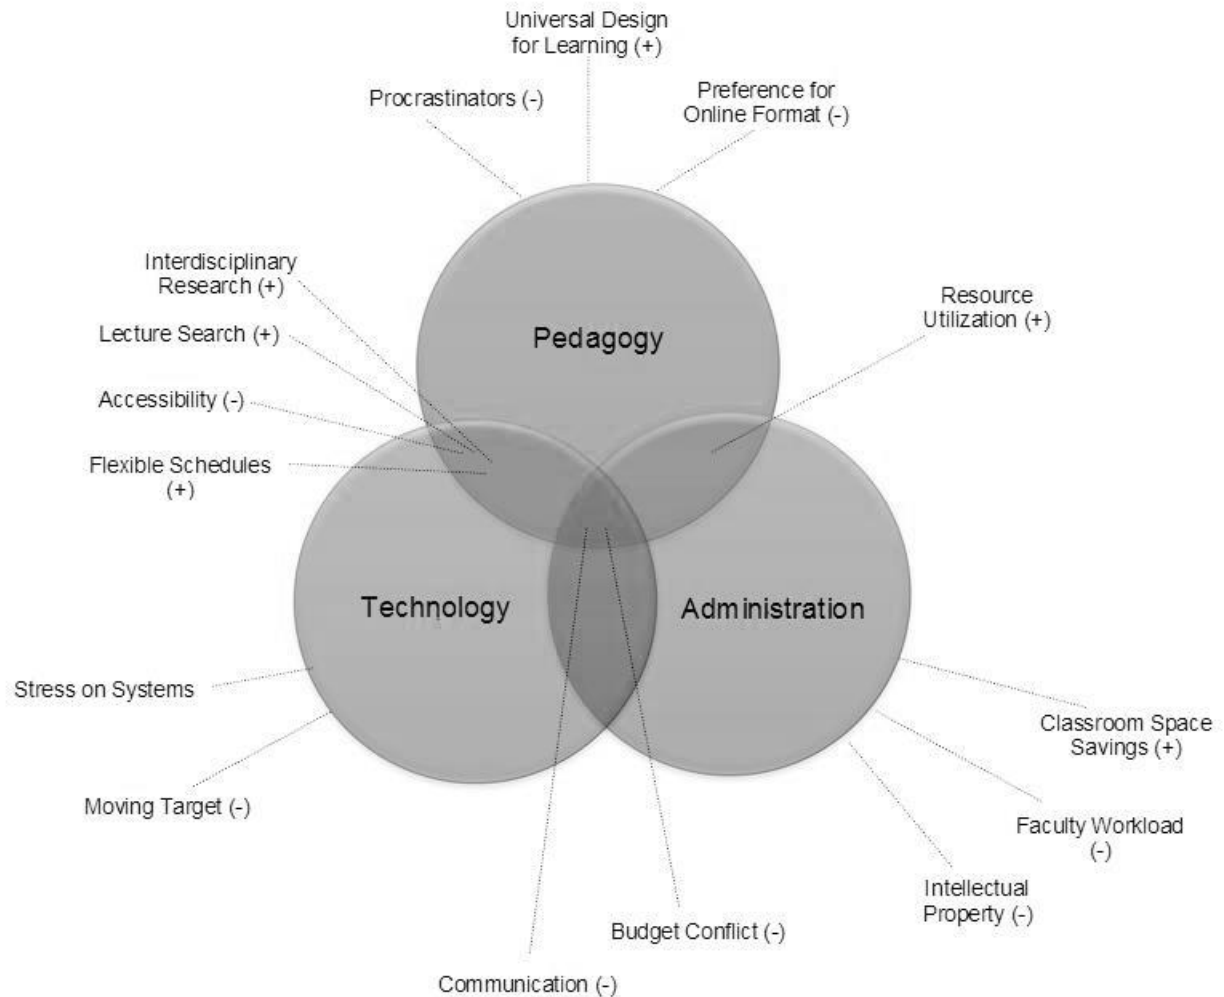 Universal Design
for Learning (+)
Procrastinators (-)
Preference for
Online Format (-)
Interdisciplinary
Research (+)
Lecture Search (+)
Accessibility (-)
Flexible Schedules
(+)
Resource
Utilization (+)
Pedagogy
Technology
Administration
Stress on Systems
Moving Target (-)
Classroom Space
Savings (+)
Faculty Workload
(-)
Intellectual
Property (-)
Budget Conflict (-)
Communication (-)